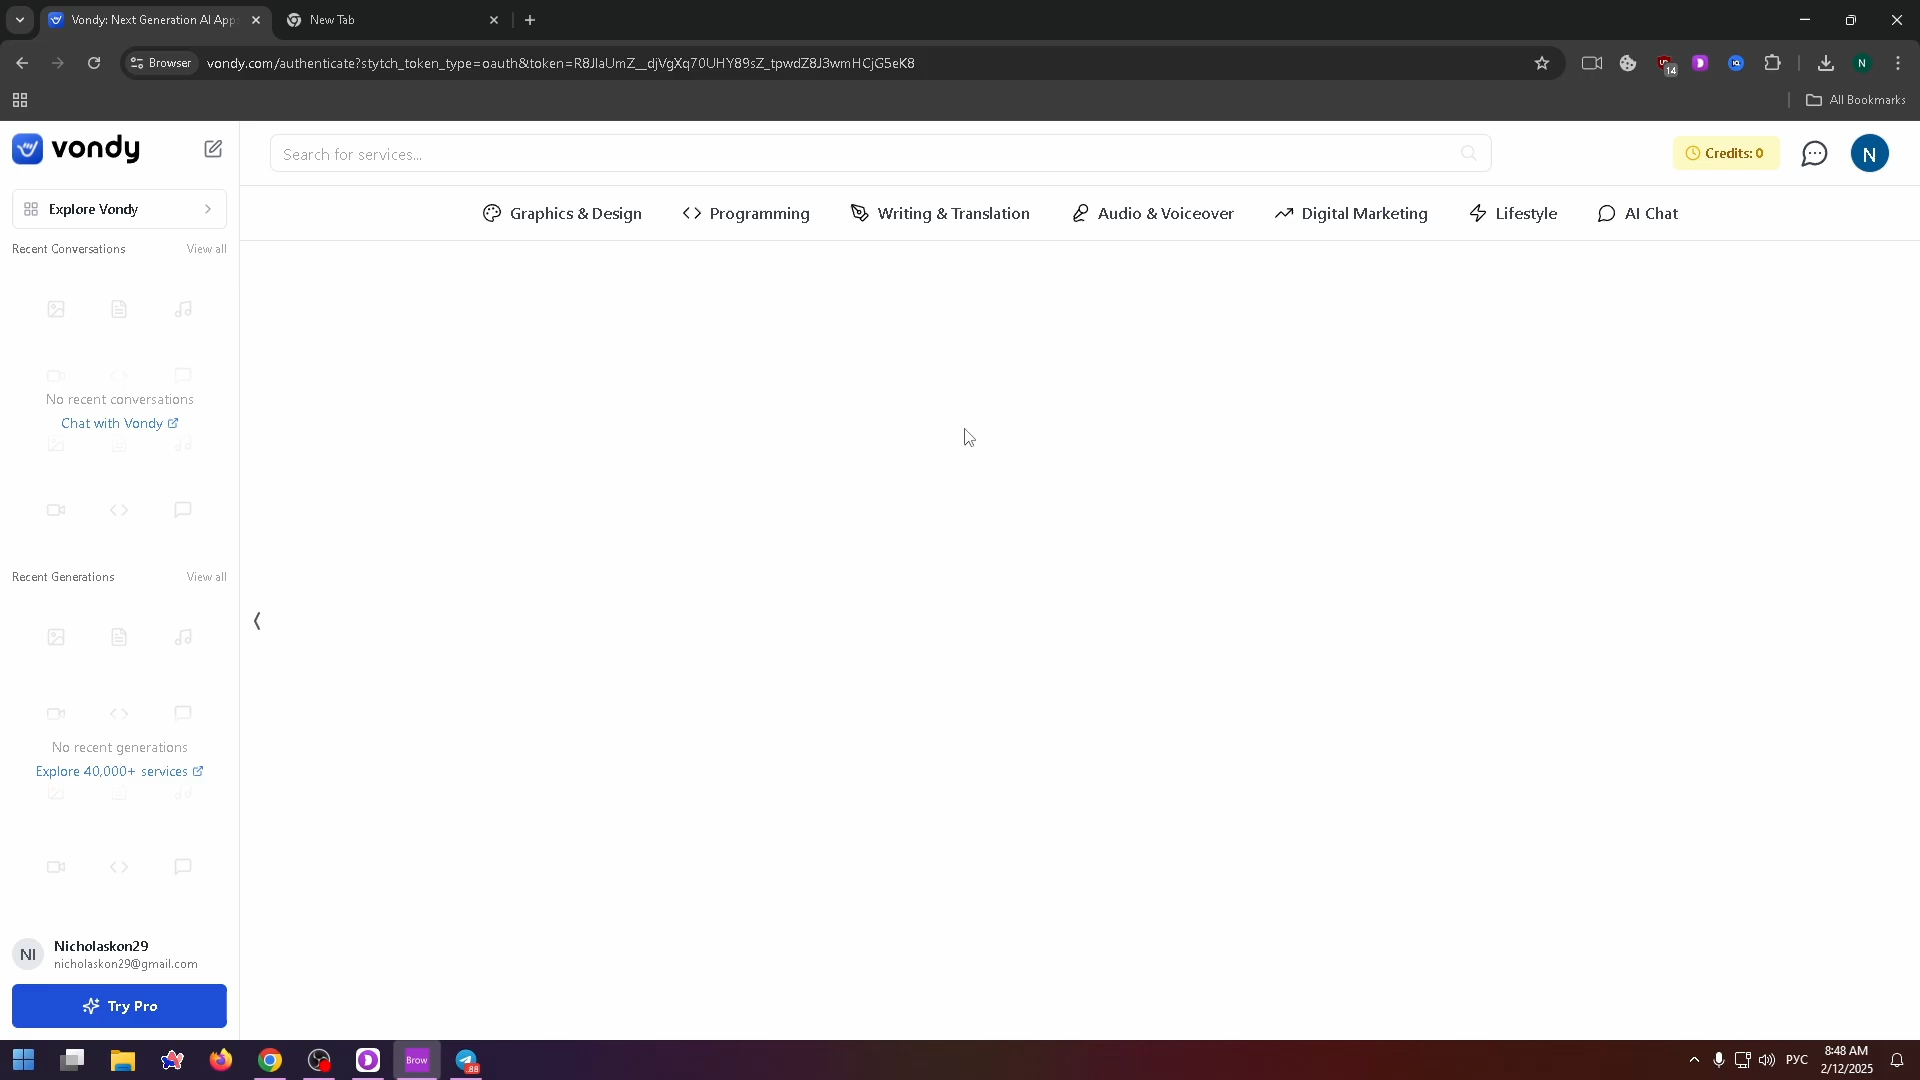 Vondy: Next Generation AI App
New Tab
Browser
vondy.com/authenticate?stytch_token_type=oauth&token=R8JlaUmZ__djVgXq70UHY89sZ_tpwdZ8J3wmHCjG5eK8
14
N
All Bookmarks
vondy
Search for services...
Credits: 0
N
Explore Vondy
Graphics & Design
Programming
Writing & Translation
Audio & Voiceover
Digital Marketing
Lifestyle
AI Chat
Recent Conversations
View all
No recent conversations
Chat with Vondy
Recent Generations
View all
No recent generations
Explore 40,000+ services
NI
Nicholaskon29
nicholaskon29@gmail.com
Try Pro
Brow
88
РУС
8:48 AM
2/12/2025